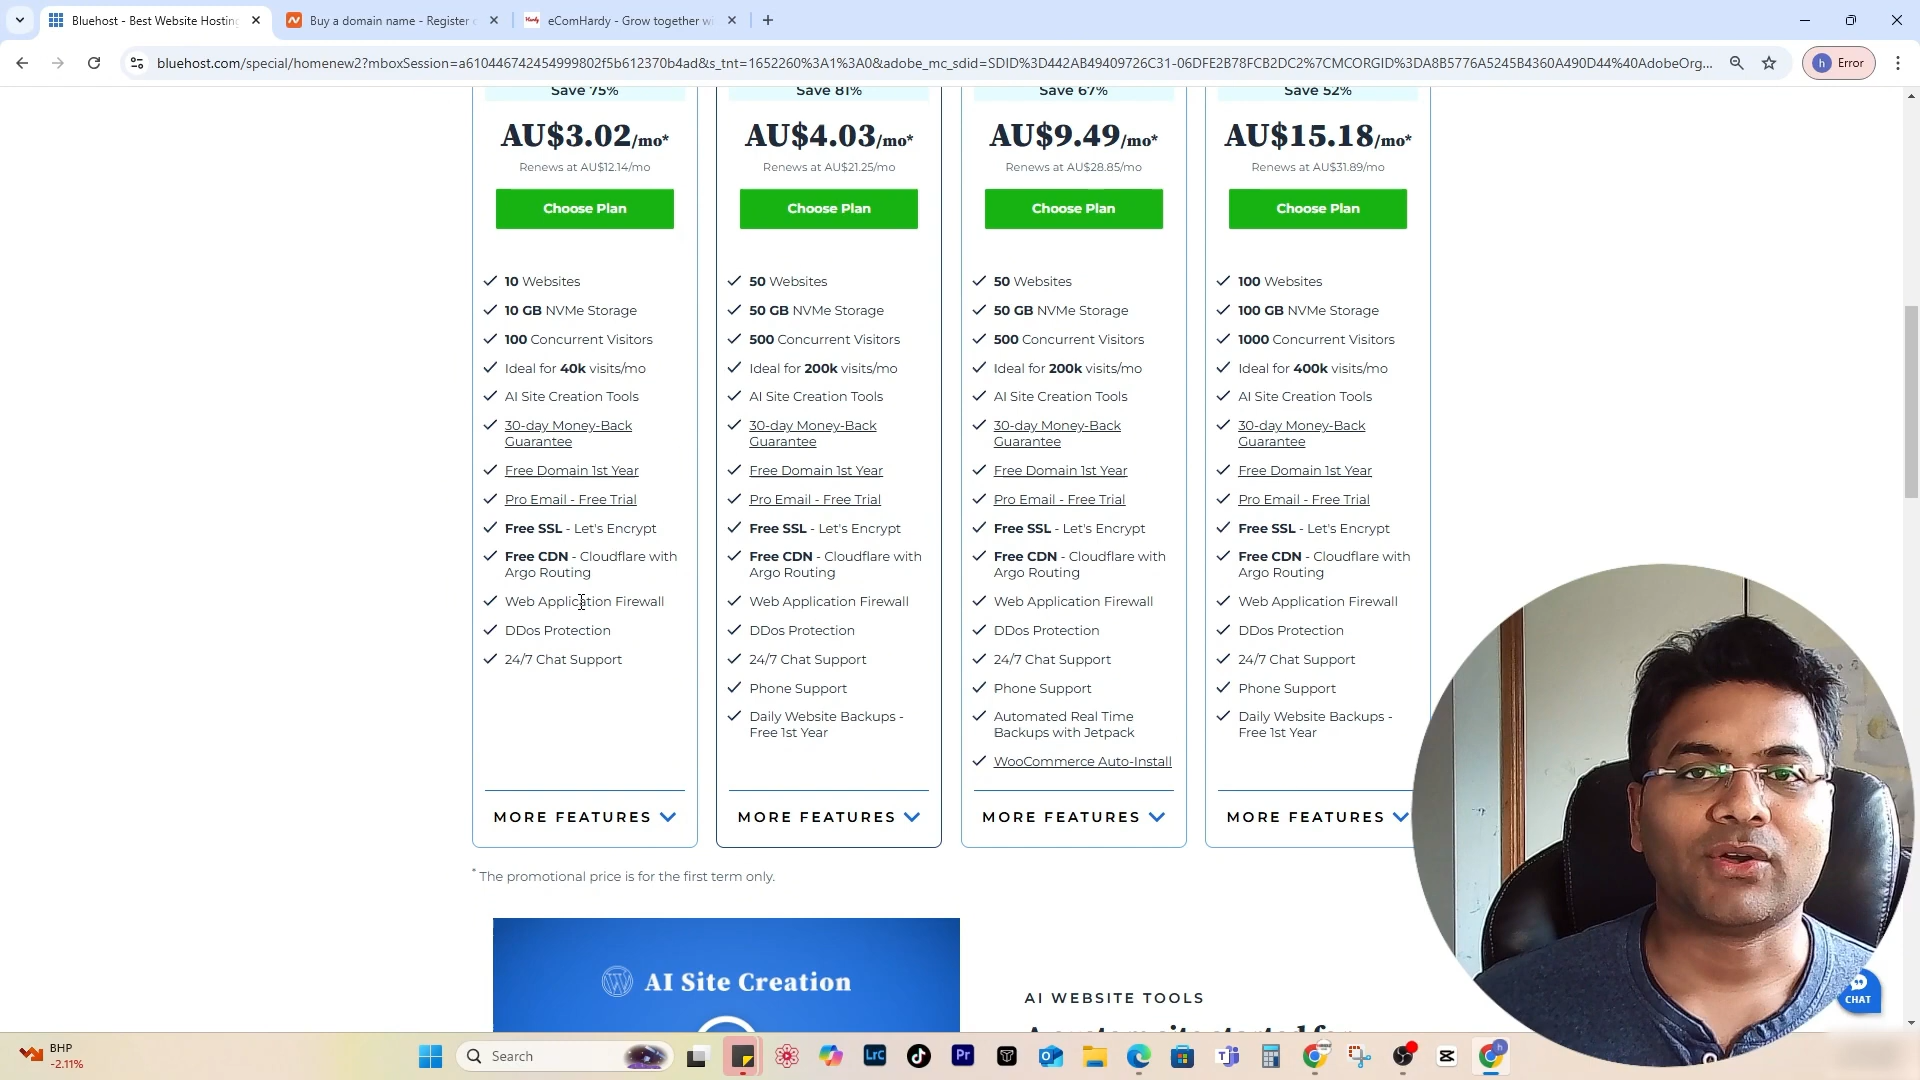 Bluehost - Best Website Hosting
Buy a domain name - Register
eComHardy - Grow together
bluehost.com/special/homenew2?mboxSession=a610446742454999802f5b612370b4ad&s_tnt=1652260%3A1%3A0&adobe_mc_sdid=SDID%3D442AB49409726C31-06DFE2B78FCB2DC2%7CMCORGID%3DA8B5776A5245B4360A490D44%40AdobeOrg...
h Error
Save 75%
AU$3.02/mo*
Renews at AU$12.14/mo
Choose Plan
10 Websites
10 GB NVMe Storage
100 Concurrent Visitors
Ideal for 40k visits/mo
AI Site Creation Tools
30-day Money-Back
Guarantee
Free Domain 1st Year
Pro Email - Free Trial
Free SSL - Let's Encrypt
Free CDN - Cloudflare with
Argo Routing
Web Application Firewall
DDos Protection
24/7 Chat Support
MORE FEATURES
Save 81%
AU$4.03/mo*
Renews at AU$21.25/mo
Choose Plan
50 Websites
50 GB NVMe Storage
500 Concurrent Visitors
Ideal for 200k visits/mo
AI Site Creation Tools
30-day Money-Back
Guarantee
Free Domain 1st Year
Pro Email - Free Trial
Free SSL - Let's Encrypt
Free CDN - Cloudflare with
Argo Routing
Web Application Firewall
DDos Protection
24/7 Chat Support
Phone Support
Daily Website Backups -
Free 1st Year
MORE FEATURES
Save 67%
AU$9.49/mo*
Renews at AU$28.85/mo
Choose Plan
50 Websites
50 GB NVMe Storage
500 Concurrent Visitors
Ideal for 200k visits/mo
AI Site Creation Tools
30-day Money-Back
Guarantee
Free Domain 1st Year
Pro Email - Free Trial
Free SSL - Let's Encrypt
Free CDN - Cloudflare with
Argo Routing
Web Application Firewall
DDos Protection
24/7 Chat Support
Phone Support
Automated Real Time
Backups with Jetpack
WooCommerce Auto-Install
MORE FEATURES
Save 52%
AU$15.18/mo*
Renews at AU$31.89/mo
Choose Plan
100 Websites
100 GB NVMe Storage
1000 Concurrent Visitors
Ideal for 400k visits/mo
AI Site Creation Tools
30-day Money-Back
Guarantee
Free Domain 1st Year
Pro Email - Free Trial
Free SSL - Let's Encrypt
Free CDN - Cloudflare with
Argo Routing
Web Application Firewall
DDos Protection
24/7 Chat Support
Phone Support
Daily Website Backups -
Free 1st Year
MORE FEATURES
* The promotional price is for the first term only.
AI Site Creation
AI WEBSITE TOOLS
CHAT
BHP
-2.11%
Search
LrC
Pr